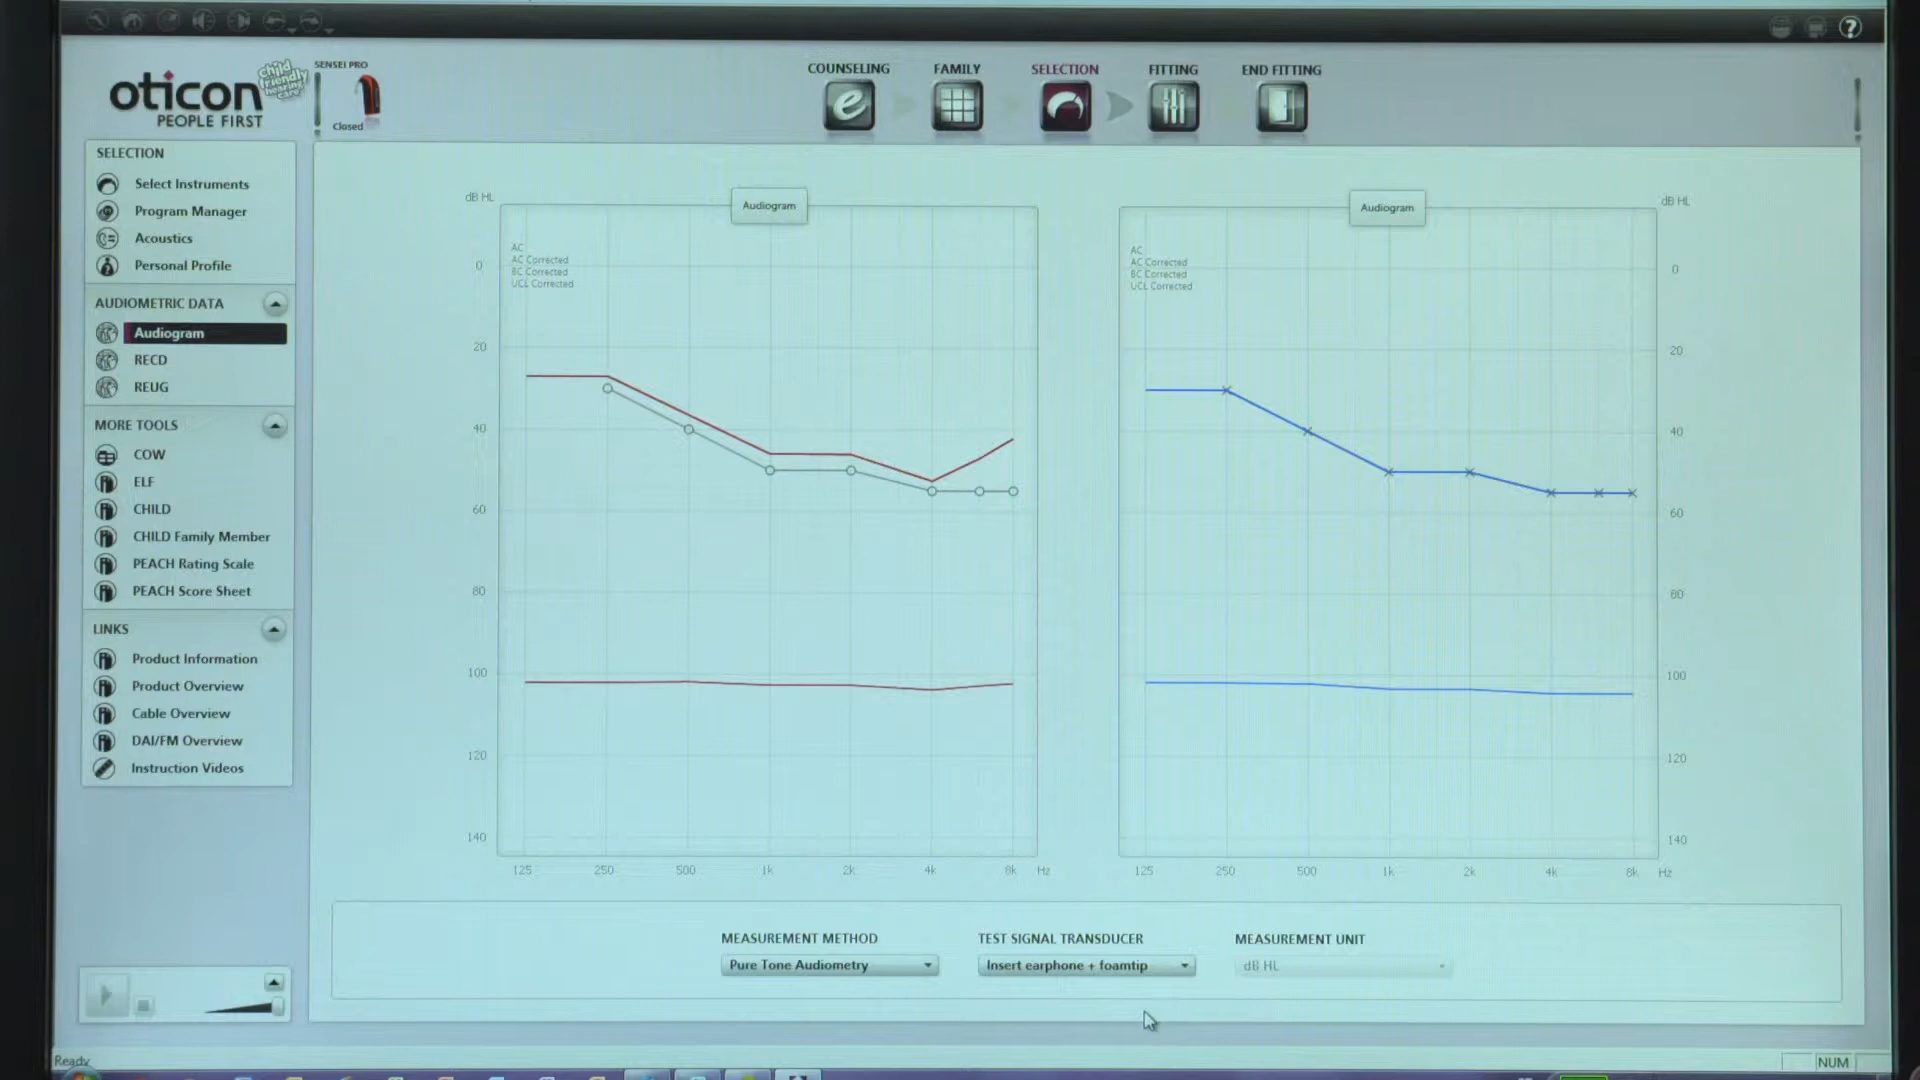 oticon
PEOPLE FIRST
child
friendly
hearing
care
SENSEI PRO
Closed
COUNSELING
FAMILY
SELECTION
FITTING
END FITTING
?
SELECTION
Select Instruments
Program Manager
Acoustics
Personal Profile
AUDIOMETRIC DATA
Audiogram
RECD
REUG
MORE TOOLS
COW
ELF
CHILD
CHILD Family Member
PEACH Rating Scale
PEACH Score Sheet
LINKS
Product Information
Product Overview
Cable Overview
DAI/FM Overview
Instruction Videos
dB HL
Audiogram
AC
AC Corrected
BC Corrected
UCL Corrected
0
20
40
60
80
100
120
140
125 250 500 1k 2k 4k 8k Hz
Audiogram
dB HL
AC
AC Corrected
BC Corrected
UCL Corrected
0
20
40
60
80
100
120
140
125 250 500 1k 2k 4k 8k Hz
MEASUREMENT METHOD
Pure Tone Audiometry
TEST SIGNAL TRANSDUCER
Insert earphone + foamtip
MEASUREMENT UNIT
dB HL
Ready
NUM